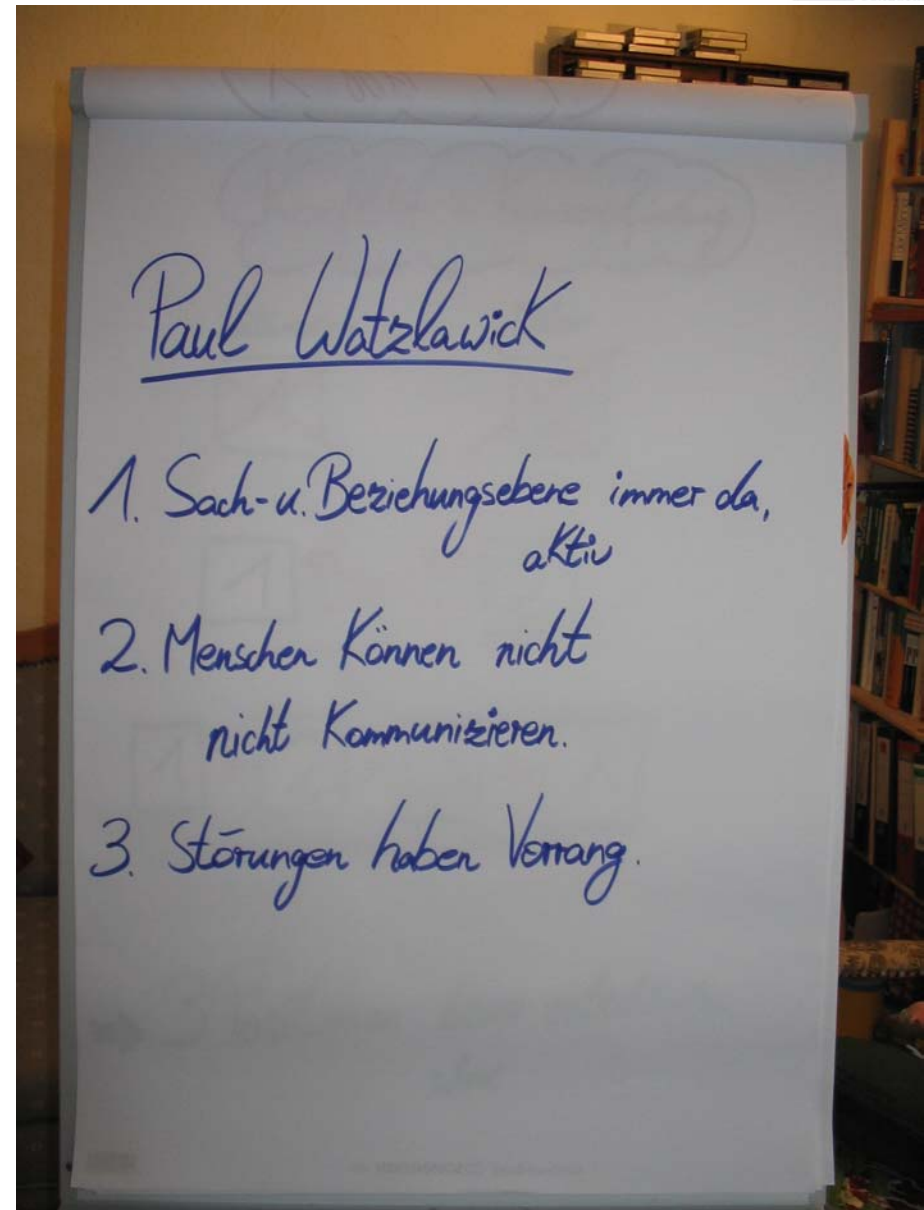 Paul Watzlawick
1. Sach- u. Beziehungsebene immer da,
aktiv
2. Menschen können nicht
nicht kommunizieren.
3. Störungen haben Vorrang.